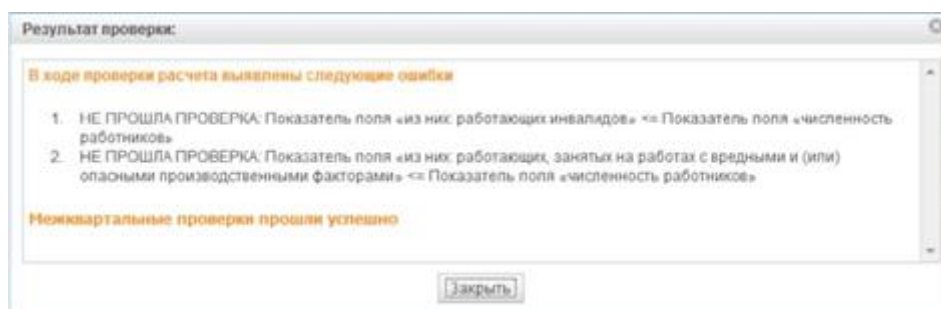 Результат проверки:
В ходе проверки расчета выявлены следующие ошибки
1. НЕ ПРОШЛА ПРОВЕРКА: Показатель поля «из них: работающих инвалидов» <= Показатель поля «численность
работников»
2. НЕ ПРОШЛА ПРОВЕРКА: Показатель поля «из них: работающих, занятых на работах с вредными и (или)
опасными производственными факторами» <= Показатель поля «численность работников»
Межквартальные проверки прошли успешно
Закрыть